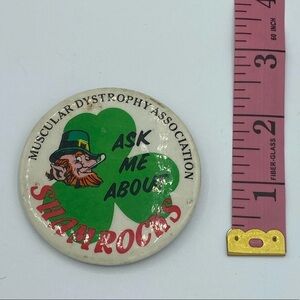 MUSCULAR DYSTROPHY ASSOCIATION
ASK
ME
ABOUT
SHAMROCKS
1
2
3
4
FIBER-GLASS
60 INCH